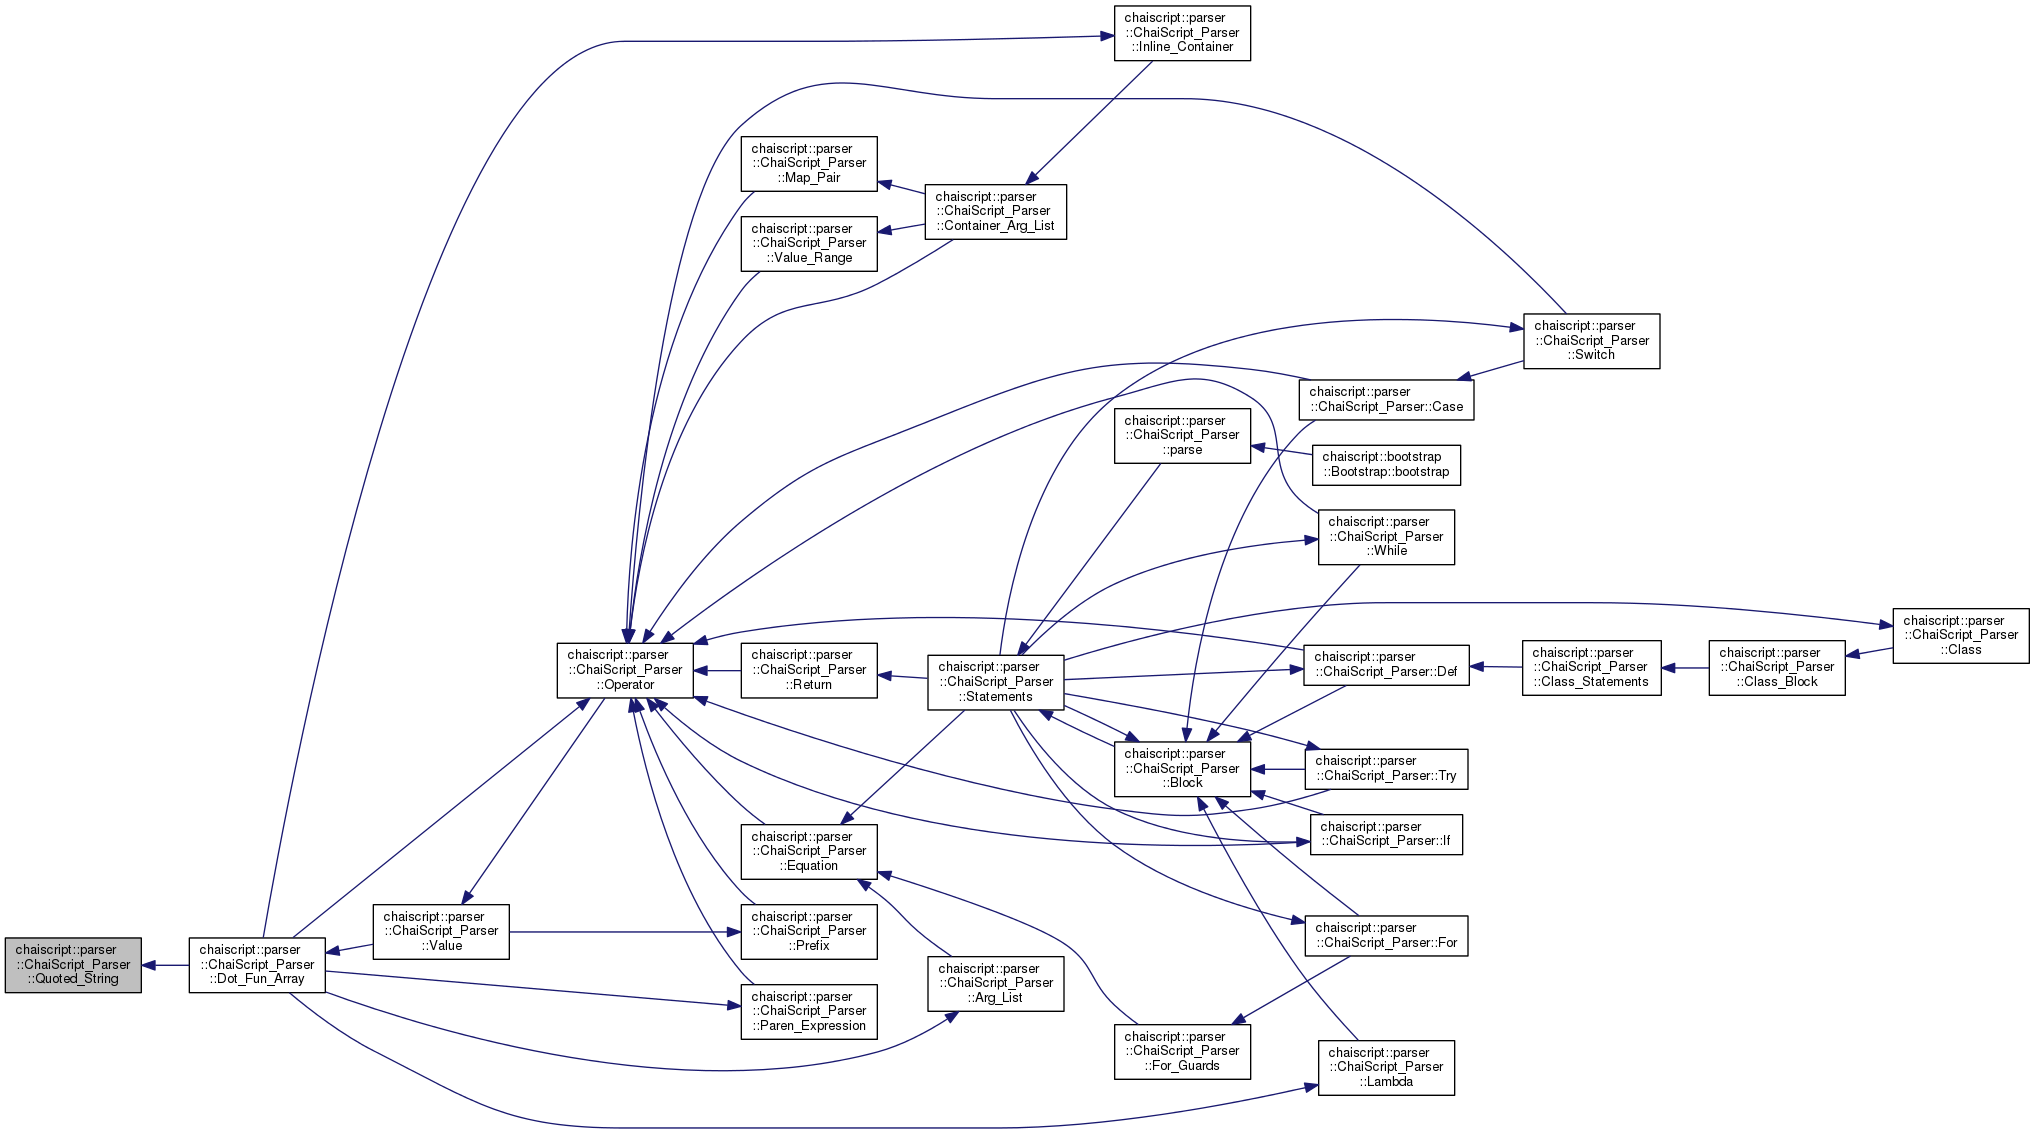 chaiscript::parser
::ChaiScript_Parser
::Inline_Container
chaiscript::parser
::ChaiScript_Parser
::Map_Pair
chaiscript::parser
::ChaiScript_Parser
::Container_Arg_List
chaiscript::parser
::ChaiScript_Parser
::Value_Range
chaiscript::parser
::ChaiScript_Parser
::Switch
chaiscript::parser
::ChaiScript_Parser::Case
chaiscript::parser
::ChaiScript_Parser
::parse
chaiscript::bootstrap
::Bootstrap::bootstrap
chaiscript::parser
::ChaiScript_Parser
::While
chaiscript::parser
::ChaiScript_Parser
::Class
chaiscript::parser
::ChaiScript_Parser
::Operator
chaiscript::parser
::ChaiScript_Parser
::Return
chaiscript::parser
::ChaiScript_Parser
::Statements
chaiscript::parser
::ChaiScript_Parser::Def
chaiscript::parser
::ChaiScript_Parser
::Class_Statements
chaiscript::parser
::ChaiScript_Parser
::Class_Block
chaiscript::parser
::ChaiScript_Parser
::Block
chaiscript::parser
::ChaiScript_Parser::Try
chaiscript::parser
::ChaiScript_Parser::If
chaiscript::parser
::ChaiScript_Parser
::Equation
chaiscript::parser
::ChaiScript_Parser
::Value
chaiscript::parser
::ChaiScript_Parser
::Prefix
chaiscript::parser
::ChaiScript_Parser::For
chaiscript::parser
::ChaiScript_Parser
::Quoted_String
chaiscript::parser
::ChaiScript_Parser
::Dot_Fun_Array
chaiscript::parser
::ChaiScript_Parser
::Arg_List
chaiscript::parser
::ChaiScript_Parser
::Paren_Expression
chaiscript::parser
::ChaiScript_Parser
::For_Guards
chaiscript::parser
::ChaiScript_Parser
::Lambda